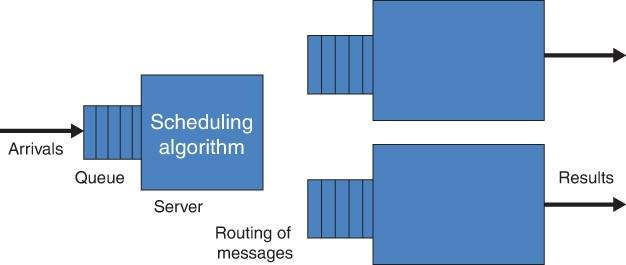 Scheduling
algorithm
Arrivals
Queue
Server
Routing of
messages
Results